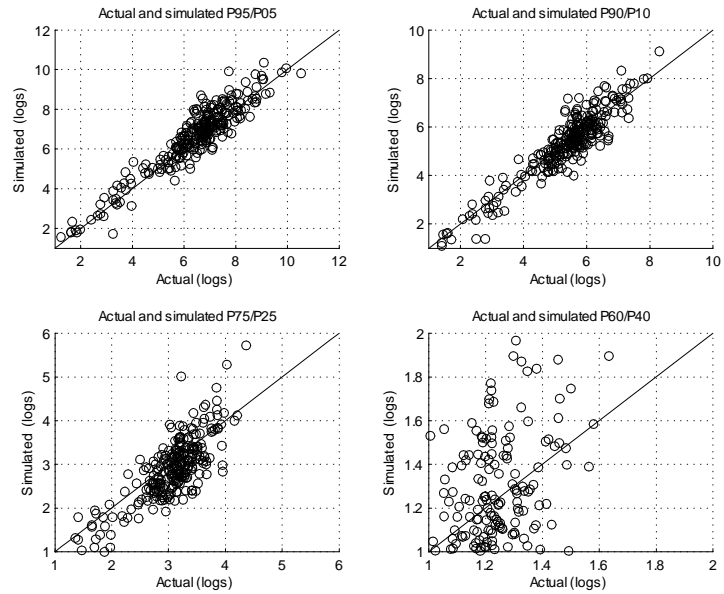 Actual and simulated P95/P05
12
10
8
6
4
2
Simulated (logs)
2 4 6 8 10 12
Actual (logs)
Actual and simulated P90/P10
10
8
6
4
2
Simulated (logs)
2 4 6 8 10
Actual (logs)
Actual and simulated P75/P25
6
5
4
3
2
1
Simulated (logs)
1 2 3 4 5 6
Actual (logs)
Actual and simulated P60/P40
2
1.8
1.6
1.4
1.2
1
Simulated (logs)
1 1.2 1.4 1.6 1.8 2
Actual (logs)